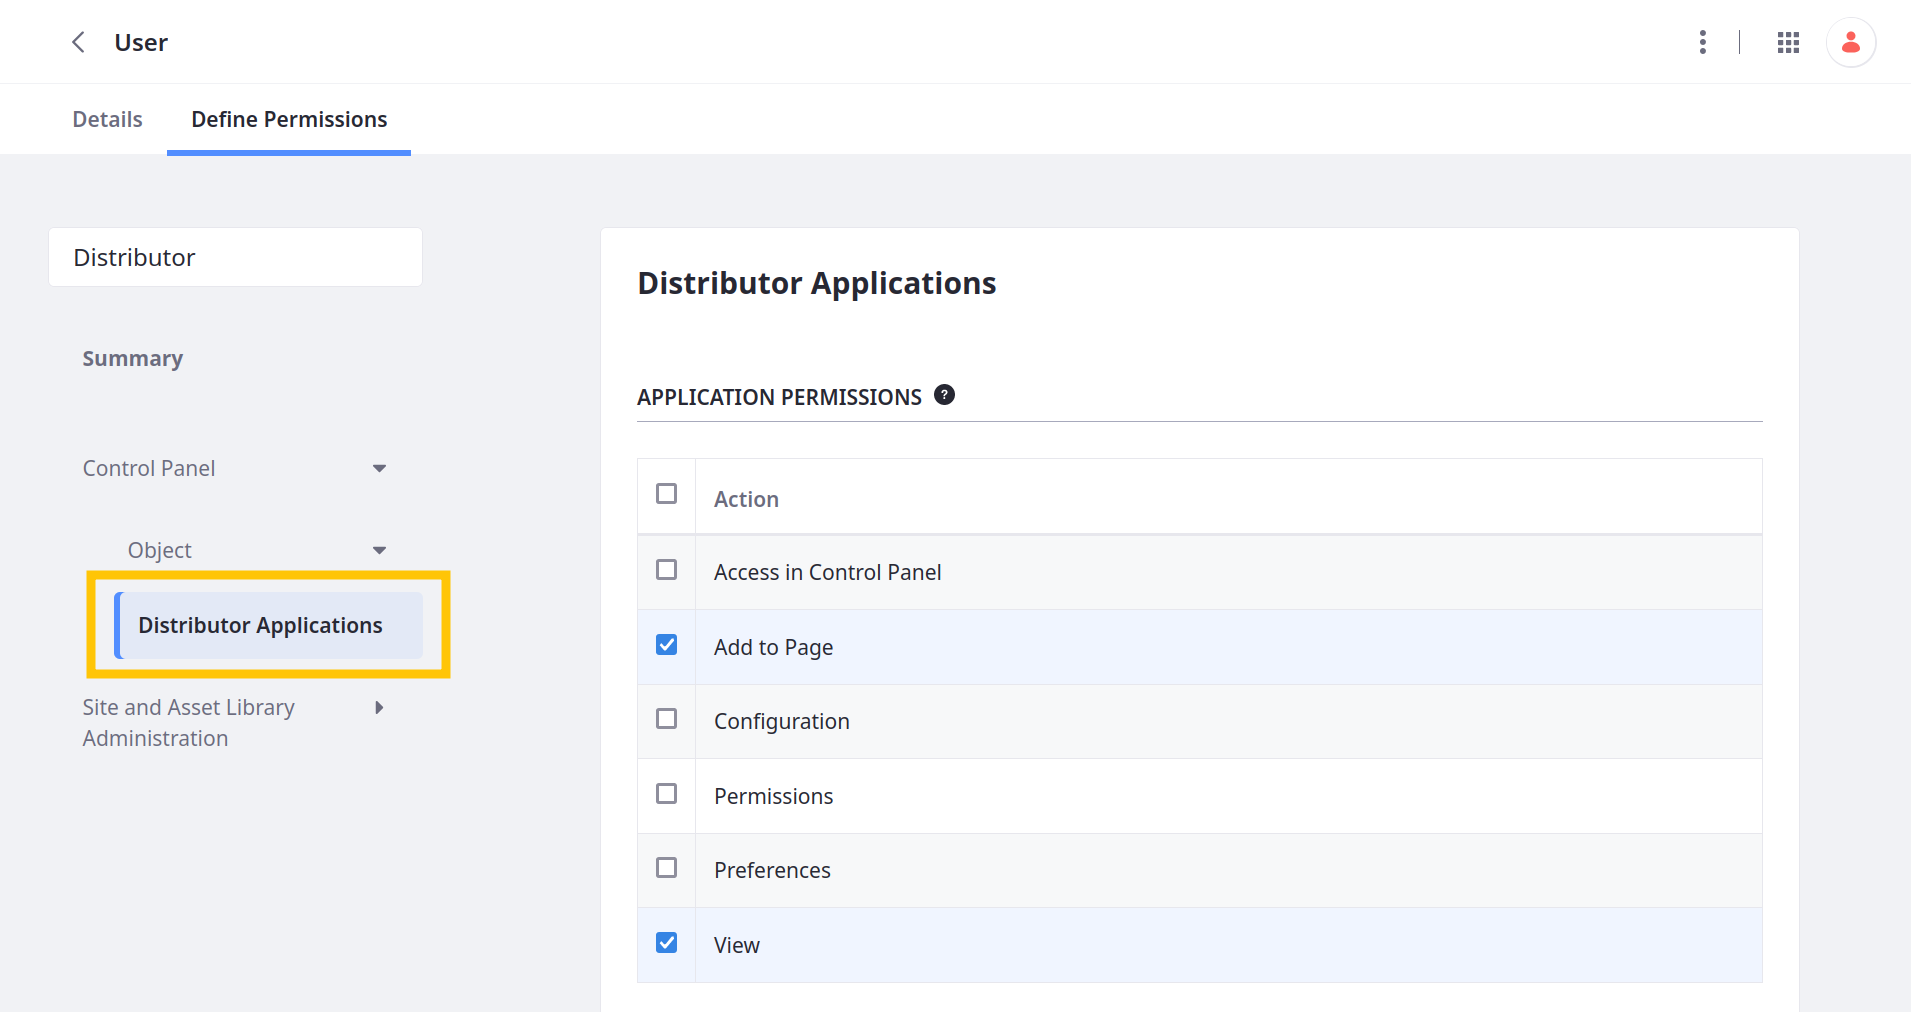 User
Details
Define Permissions
Distributor
Summary
Control Panel
Object
Distributor Applications
Site and Asset Library
Administration
Distributor Applications
APPLICATION PERMISSIONS ?
Action
Access in Control Panel
Add to Page
Configuration
Permissions
Preferences
View